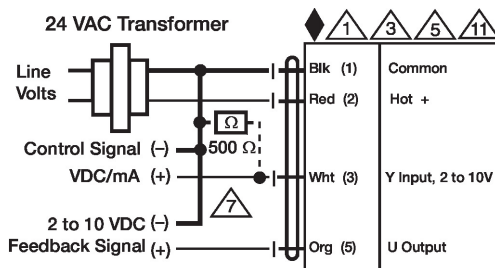 24 VAC Transformer
1 3 5 11
Line
Volts
Blk (1) Common
Red (2) Hot +
Ω
500 Ω
Control Signal (–)
VDC/mA (+)
Wht (3) Y Input, 2 to 10V
7
2 to 10 VDC (–)
Feedback Signal (+)
Org (5) U Output